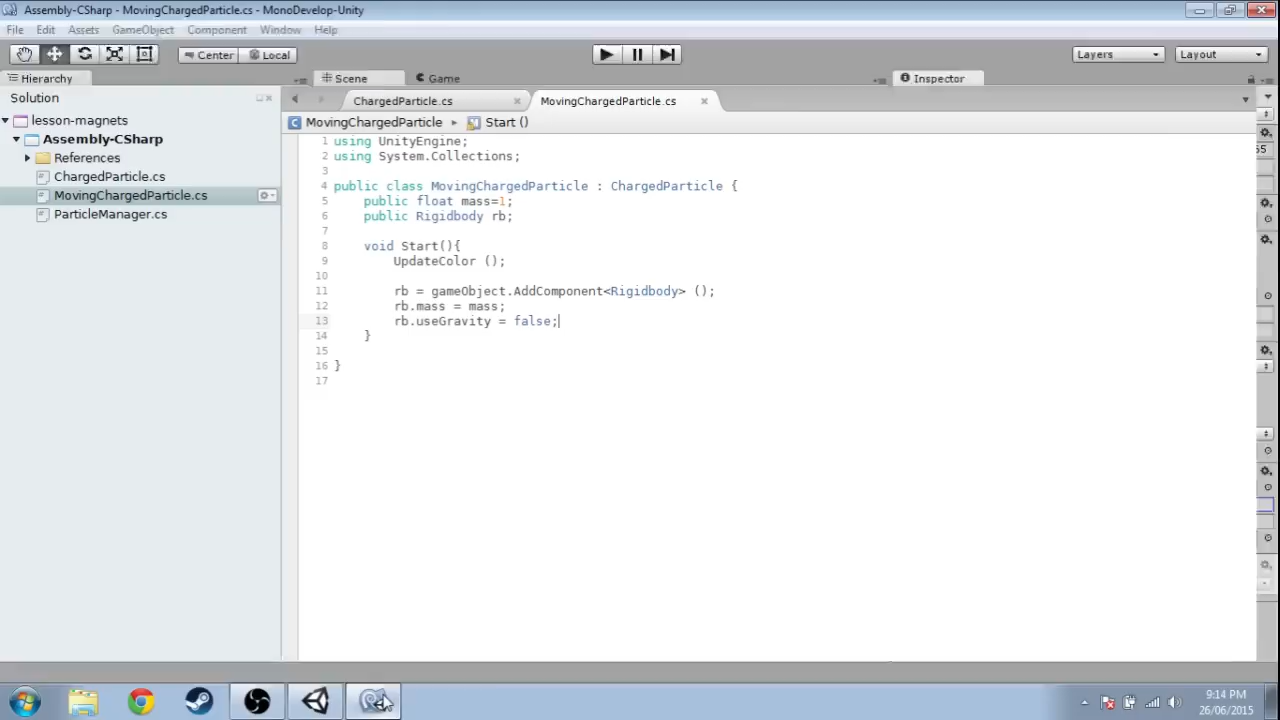 Assembly-CSharp - MovingChargedParticle.cs - MonoDevelop-Unity
File Edit Assets GameObject Component Window Help
Center Local Layers Layout
Hierarchy Scene Game Inspector
Solution
ChargedParticle.cs MovingChargedParticle.cs
lesson-magnets
MovingChargedParticle ▸ Start ()
Assembly-CSharp
References
ChargedParticle.cs
MovingChargedParticle.cs
ParticleManager.cs
1 using UnityEngine;
2 using System.Collections;
3
4 public class MovingChargedParticle : ChargedParticle {
5 public float mass=1;
6 public Rigidbody rb;
7
8 void Start(){
9 UpdateColor ();
10
11 rb = gameObject.AddComponent<Rigidbody> ();
12 rb.mass = mass;
13 rb.useGravity = false;
14 }
15
16 }
17
9:14 PM
26/06/2015